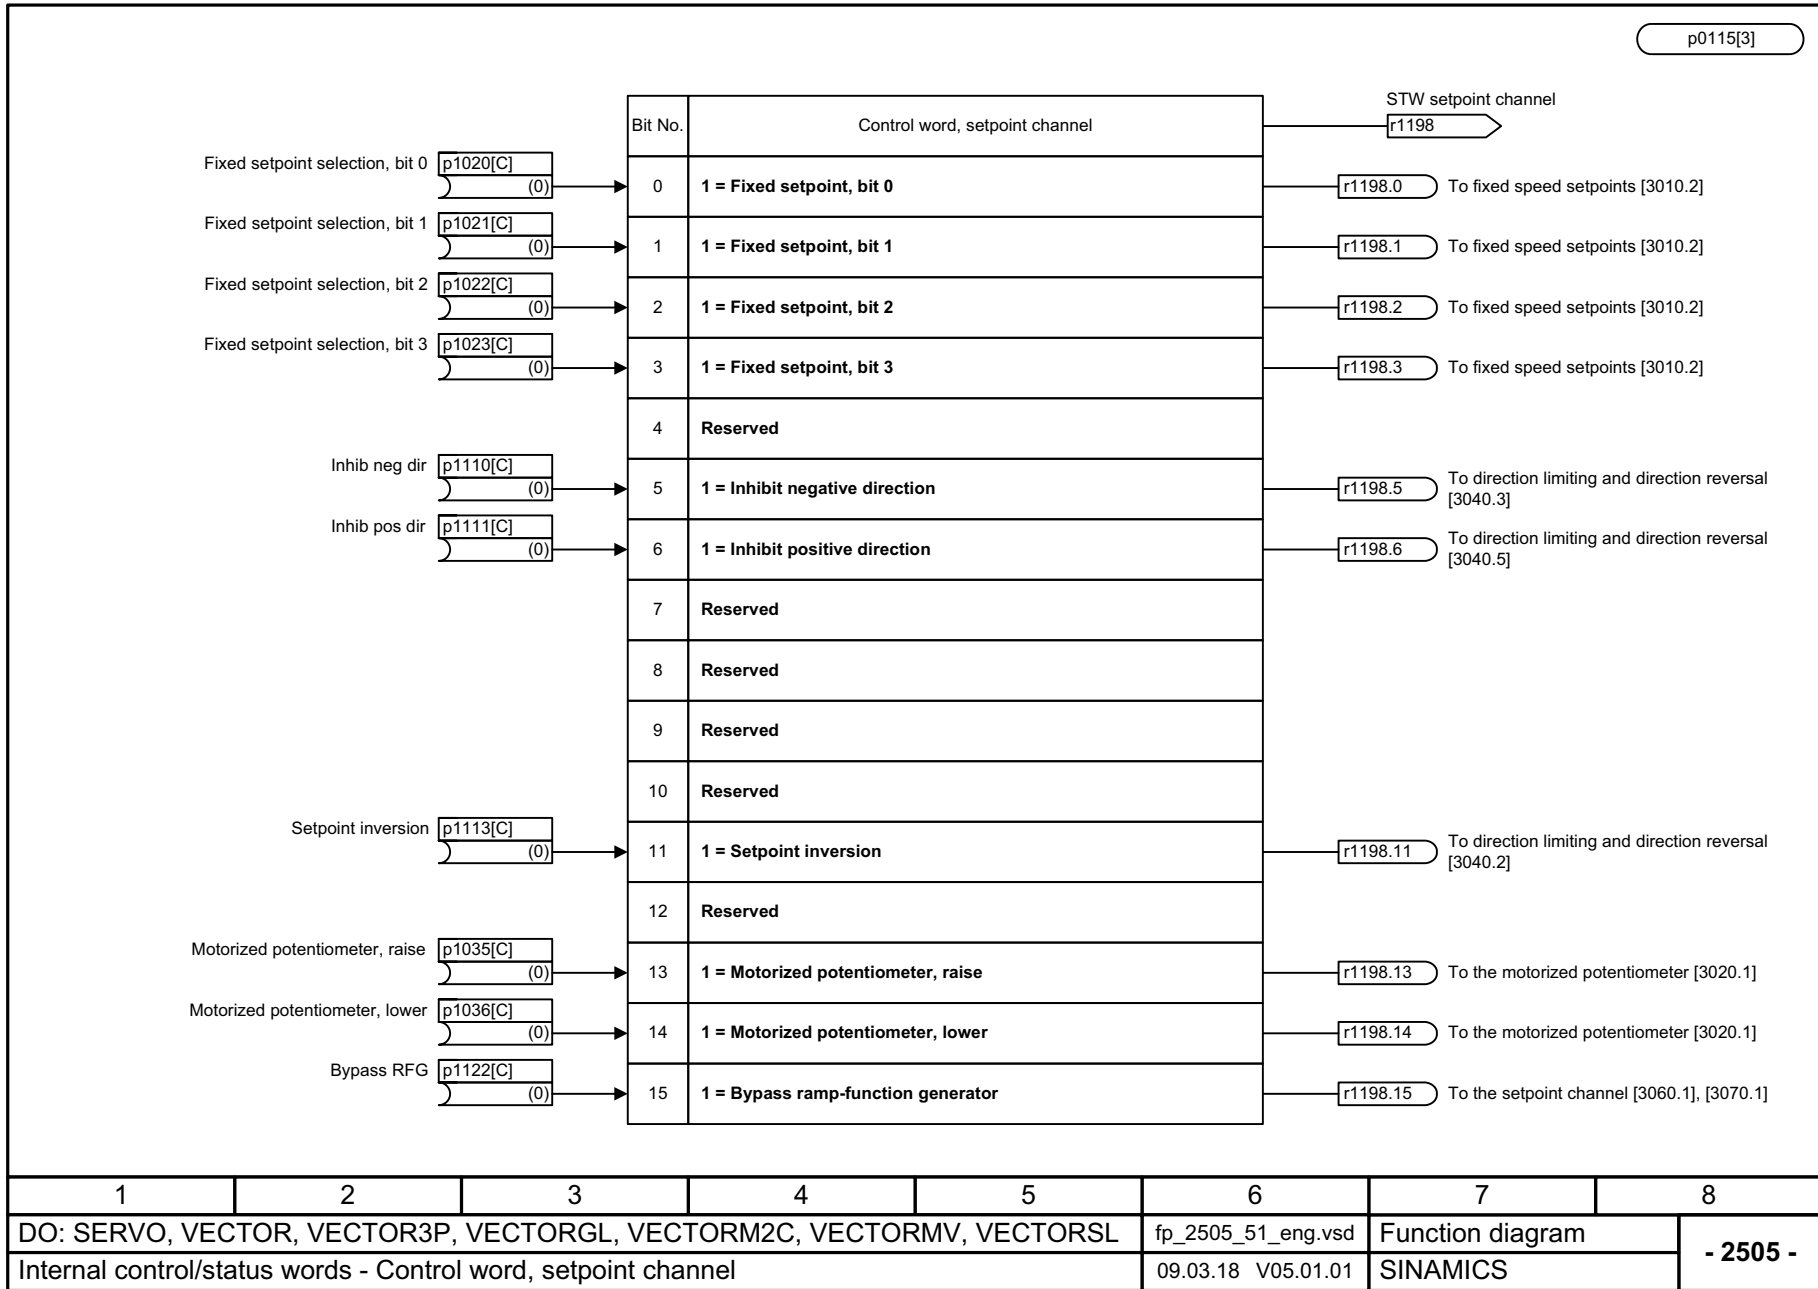 p0115[3]
STW setpoint channel
Bit No. Control word, setpoint channel r1198
Fixed setpoint selection, bit 0 p1020[C]
(0) 0 1 = Fixed setpoint, bit 0 r1198.0 To fixed speed setpoints [3010.2]
Fixed setpoint selection, bit 1 p1021[C]
(0) 1 1 = Fixed setpoint, bit 1 r1198.1 To fixed speed setpoints [3010.2]
Fixed setpoint selection, bit 2 p1022[C]
(0) 2 1 = Fixed setpoint, bit 2 r1198.2 To fixed speed setpoints [3010.2]
Fixed setpoint selection, bit 3 p1023[C]
(0) 3 1 = Fixed setpoint, bit 3 r1198.3 To fixed speed setpoints [3010.2]
4 Reserved
Inhib neg dir p1110[C]
(0) 5 1 = Inhibit negative direction r1198.5 To direction limiting and direction reversal
[3040.3]
Inhib pos dir p1111[C]
(0) 6 1 = Inhibit positive direction r1198.6 To direction limiting and direction reversal
[3040.5]
7 Reserved
8 Reserved
9 Reserved
10 Reserved
Setpoint inversion p1113[C]
(0) 11 1 = Setpoint inversion r1198.11 To direction limiting and direction reversal
[3040.2]
12 Reserved
Motorized potentiometer, raise p1035[C]
(0) 13 1 = Motorized potentiometer, raise r1198.13 To the motorized potentiometer [3020.1]
Motorized potentiometer, lower p1036[C]
(0) 14 1 = Motorized potentiometer, lower r1198.14 To the motorized potentiometer [3020.1]
Bypass RFG p1122[C]
(0) 15 1 = Bypass ramp-function generator r1198.15 To the setpoint channel [3060.1], [3070.1]
1 2 3 4 5 6 7 8
DO: SERVO, VECTOR, VECTOR3P, VECTORGL, VECTORM2C, VECTORMV, VECTORSL fp_2505_51_eng.vsd Function diagram
- 2505 -
Internal control/status words - Control word, setpoint channel 09.03.18 V05.01.01 SINAMICS